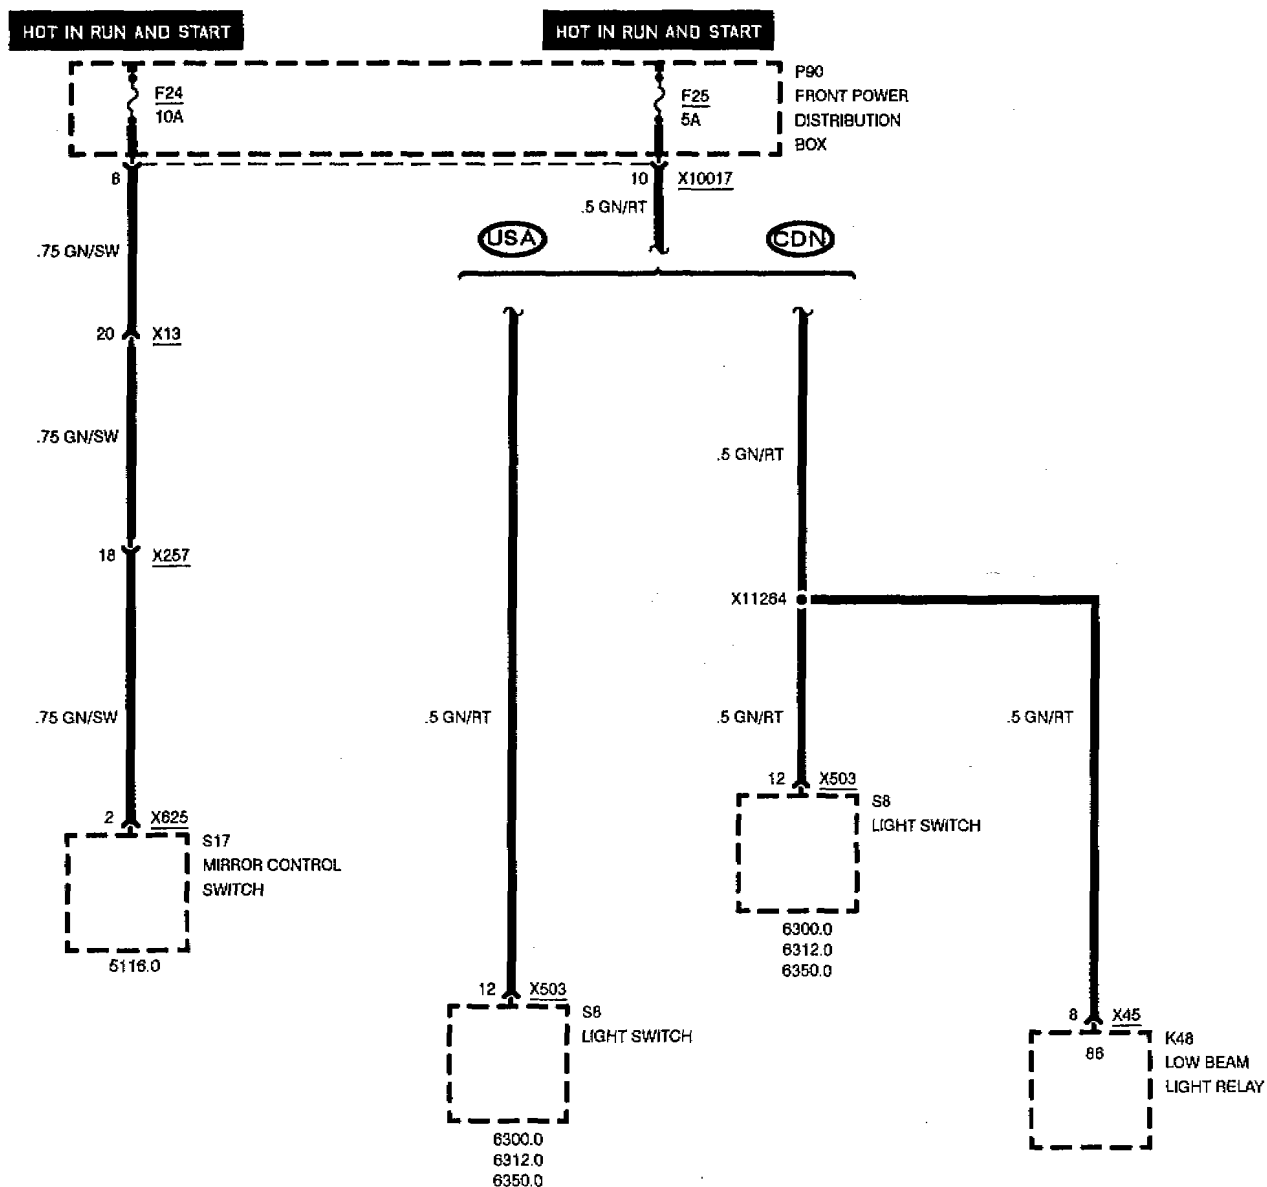 HOT IN RUN AND START
HOT IN RUN AND START
F24
10A
F25
5A
P90
FRONT POWER
DISTRIBUTION
BOX
8
10
X10017
.5 GN/RT
USA
CDN
.75 GN/SW
20
X13
.75 GN/SW
.5 GN/RT
18
X257
X11264
.75 GN/SW
.5 GN/RT
.5 GN/RT
.5 GN/RT
12
X503
S8
LIGHT SWITCH
2
X625
S17
MIRROR CONTROL
SWITCH
6300.0
6312.0
6350.0
5116.0
12
X503
S8
LIGHT SWITCH
8
X45
K48
86
LOW BEAM
LIGHT RELAY
6300.0
6312.0
6350.0